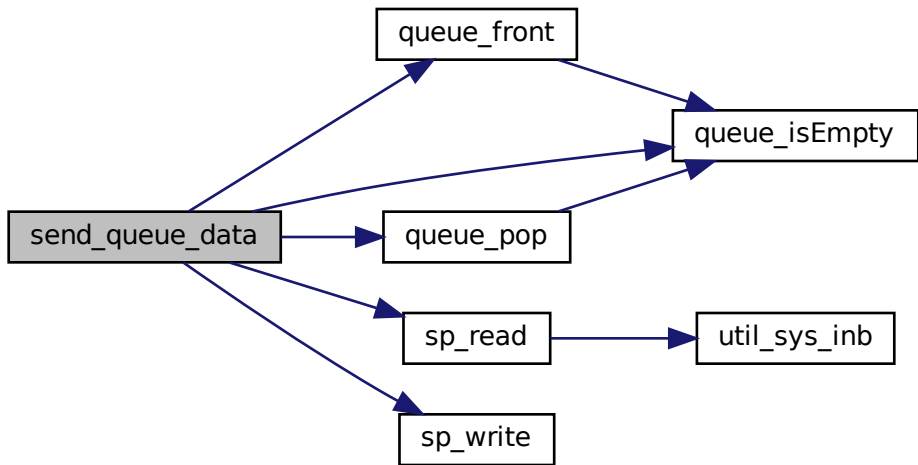 queue_front
queue_isEmpty
send_queue_data
queue_pop
sp_read
util_sys_inb
sp_write